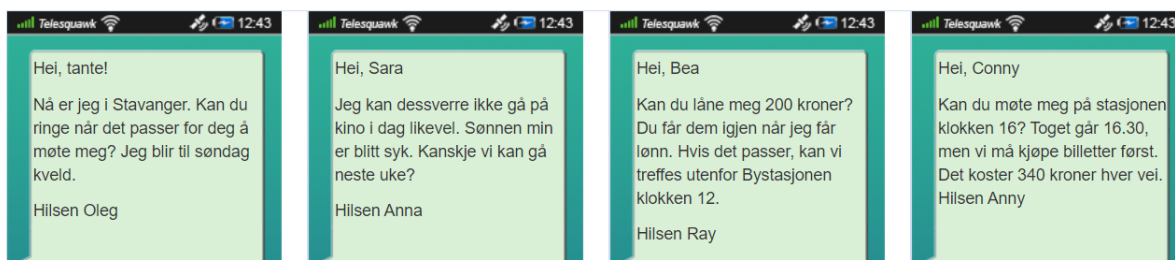 Telesquawk 12:43
Hei, tante!
Nå er jeg i Stavanger. Kan du
ringe når det passer for deg å
møte meg? Jeg blir til søndag
kveld.
Hilsen Oleg
Telesquawk 12:43
Hei, Sara
Jeg kan dessverre ikke gå på
kino i dag likevel. Sønnen min
er blitt syk. Kanskje vi kan gå
neste uke?
Hilsen Anna
Telesquawk 12:43
Hei, Bea
Kan du låne meg 200 kroner?
Du får dem igjen når jeg får
lønn. Hvis det passer, kan vi
treffes utenfor Bystasjonen
klokken 12.
Hilsen Ray
Telesquawk 12:43
Hei, Conny
Kan du møte meg på stasjonen
klokken 16? Toget går 16.30,
men vi må kjøpe billetter først.
Det koster 340 kroner hver vei.
Hilsen Anny